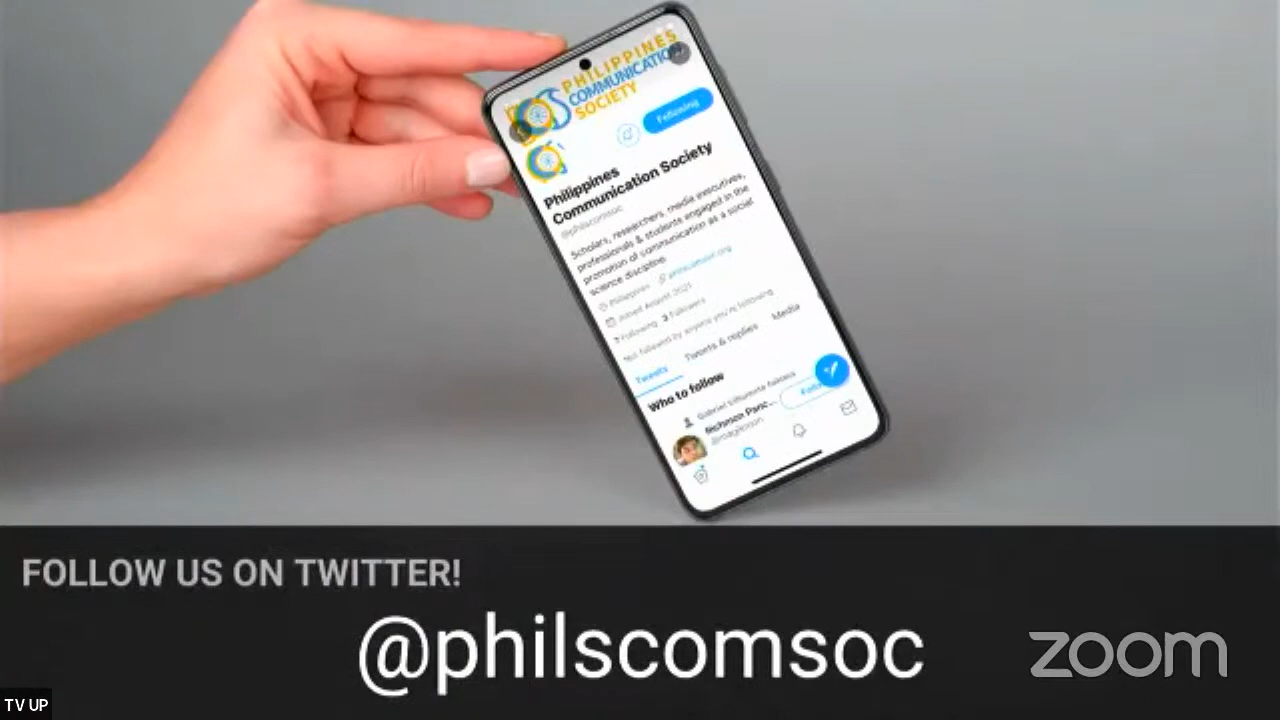 PHILIPPINES
COMMUNICATION
SOCIETY
Following
Philippines
Communication Society
@philscomsoc
Scholars, researchers, media executives,
professionals & students engaged in the
promotion of communication as a social
science discipline.
Philippines philscomsoc.org
Joined August 2021
7 Following 3 Followers
Not followed by anyone you're following
Tweets Tweets & replies Media
Who to follow
FOLLOW US ON TWITTER!
@philscomsoc
zoom
TV UP